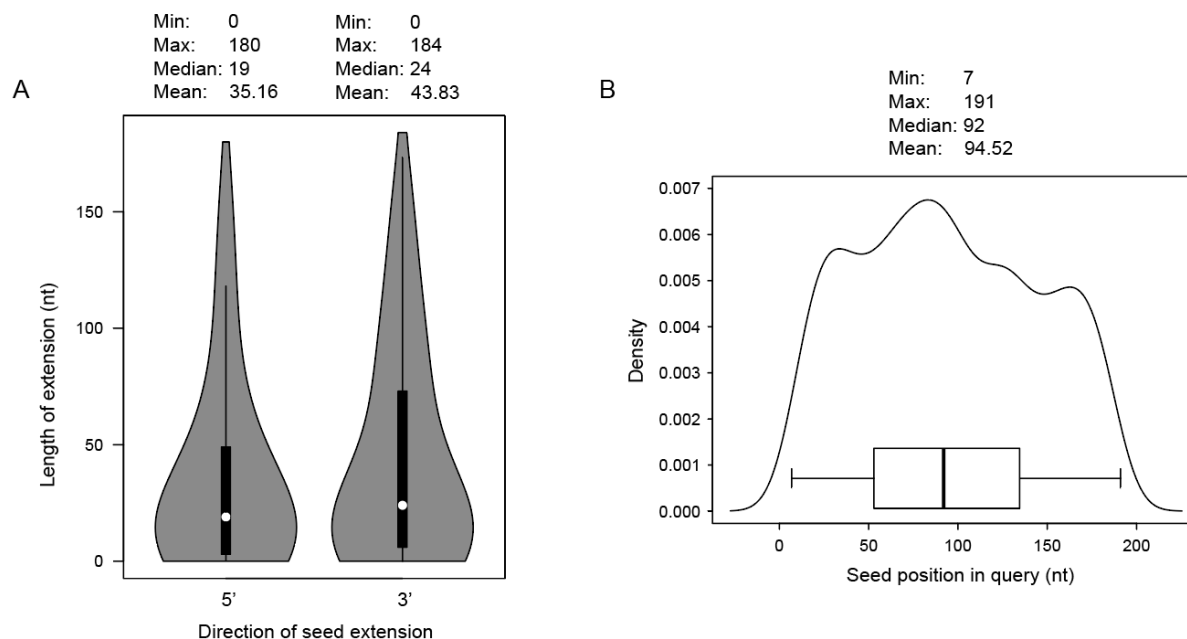 Min: 0
Max: 180
Median: 19
Mean: 35.16
Min: 0
Max: 184
Median: 24
Mean: 43.83
A
150
100
50
0
Length of extension (nt)
5’
3’
Direction of seed extension
B
Min: 7
Max: 191
Median: 92
Mean: 94.52
0.007
0.006
0.005
0.004
0.003
0.002
0.001
0.000
Density
0 50 100 150 200
Seed position in query (nt)